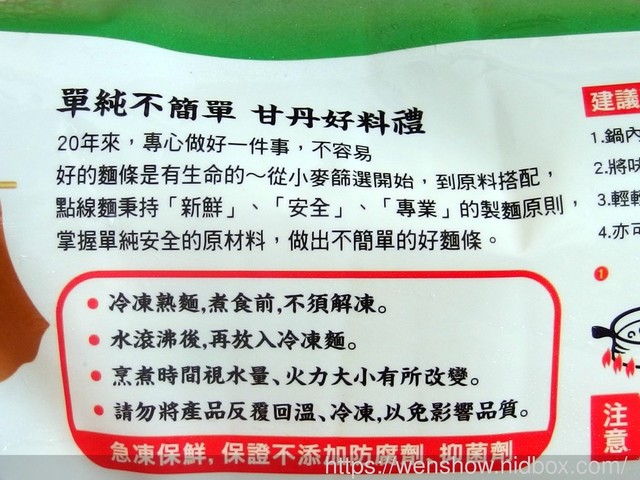 單純不簡單 甘丹好料禮
20年來，專心做好一件事，不容易
好的麵條是有生命的～從小麥篩選開始，到原料搭配，
點線麵秉持「新鮮」、「安全」、「專業」的製麵原則，
掌握單純安全的原材料，做出不簡單的好麵條。
● 冷凍熟麵,煮食前,不須解凍。
● 水滾沸後,再放入冷凍麵。
● 烹煮時間視水量、火力大小有所改變。
● 請勿將產品反覆回溫、冷凍,以免影響品質。
急凍保鮮, 保證不添加防腐劑, 抑菌劑
建議
1.鍋內
2.將
3.輕輕
4.亦可
1
注
意
https://wenshow.hidbox.com/